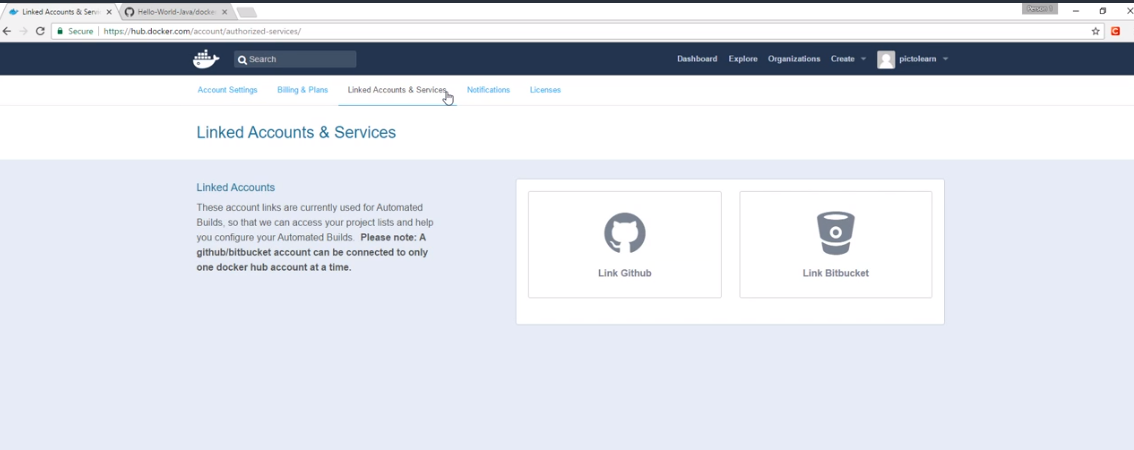 Linked Accounts & Serv
Hello-World-Java/docker
Person 1
Secure
https://hub.docker.com/account/authorized-services/
Search
Dashboard
Explore
Organizations
Create
pictolearn
Account Settings
Billing & Plans
Linked Accounts & Services
Notifications
Licenses
Linked Accounts & Services
Linked Accounts
These account links are currently used for Automated
Builds, so that we can access your project lists and help
you configure your Automated Builds. Please note: A
github/bitbucket account can be connected to only
one docker hub account at a time.
Link Github
Link Bitbucket